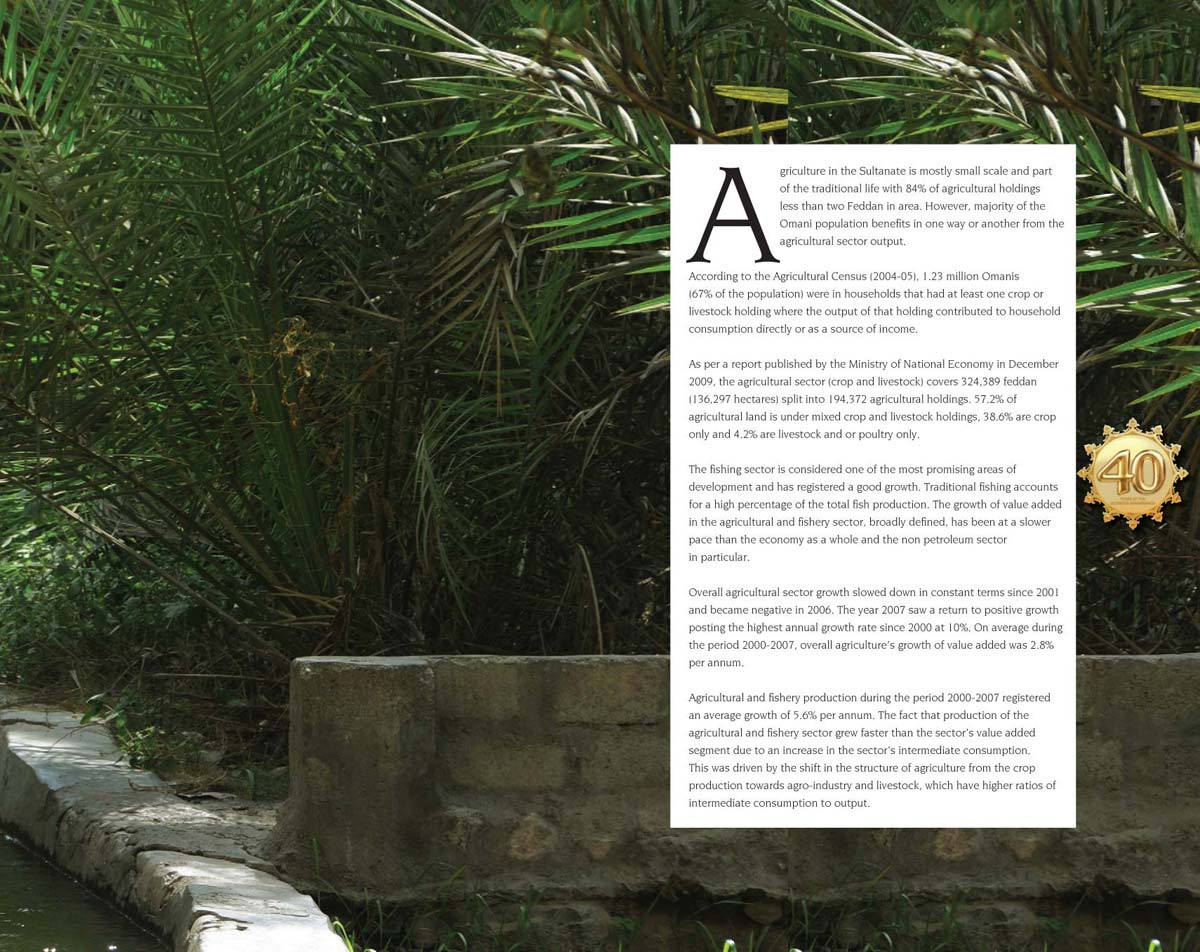 Agriculture in the Sultanate is mostly small scale and part
of the traditional life with 84% of agricultural holdings
less than two Feddan in area. However, majority of the
Omani population benefits in one way or another from the
agricultural sector output.
According to the Agricultural Census (2004-05), 1.23 million Omanis
(67% of the population) were in households that had at least one crop or
livestock holding where the output of that holding contributed to household
consumption directly or as a source of income.
As per a report published by the Ministry of National Economy in December
2009, the agricultural sector (crop and livestock) covers 324,389 feddan
(136,297 hectares) split into 194,372 agricultural holdings. 57.2% of
agricultural land is under mixed crop and livestock holdings, 38.6% are crop
only and 4.2% are livestock and or poultry only.
The fishing sector is considered one of the most promising areas of
development and has registered a good growth. Traditional fishing accounts
for a high percentage of the total fish production. The growth of value added
in the agricultural and fishery sector, broadly defined, has been at a slower
pace than the economy as a whole and the non petroleum sector
in particular.
Overall agricultural sector growth slowed down in constant terms since 2001
and became negative in 2006. The year 2007 saw a return to positive growth
posting the highest annual growth rate since 2000 at 10%. On average during
the period 2000-2007, overall agriculture's growth of value added was 2.8%
per annum.
Agricultural and fishery production during the period 2000-2007 registered
an average growth of 5.6% per annum. The fact that production of the
agricultural and fishery sector grew faster than the sector's value added
segment due to an increase in the sector's intermediate consumption.
This was driven by the shift in the structure of agriculture from the crop
production towards agro-industry and livestock, which have higher ratios of
intermediate consumption to output.
40